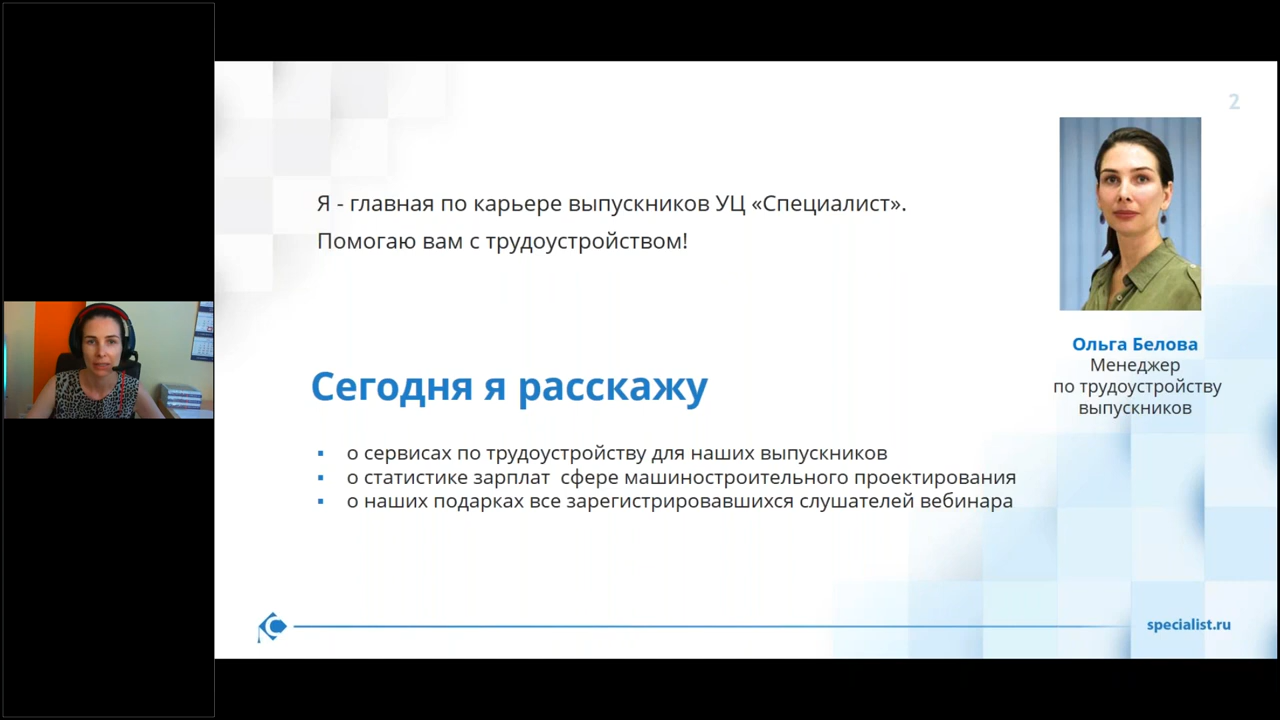 2
Я - главная по карьере выпускников УЦ «Специалист».
Помогаю вам с трудоустройством!
Ольга Белова
Менеджер
по трудоустройству
выпускников
Сегодня я расскажу
▪ о сервисах по трудоустройству для наших выпускников
▪ о статистике зарплат сфере машиностроительного проектирования
▪ о наших подарках все зарегистрировавшихся слушателей вебинара
specialist.ru